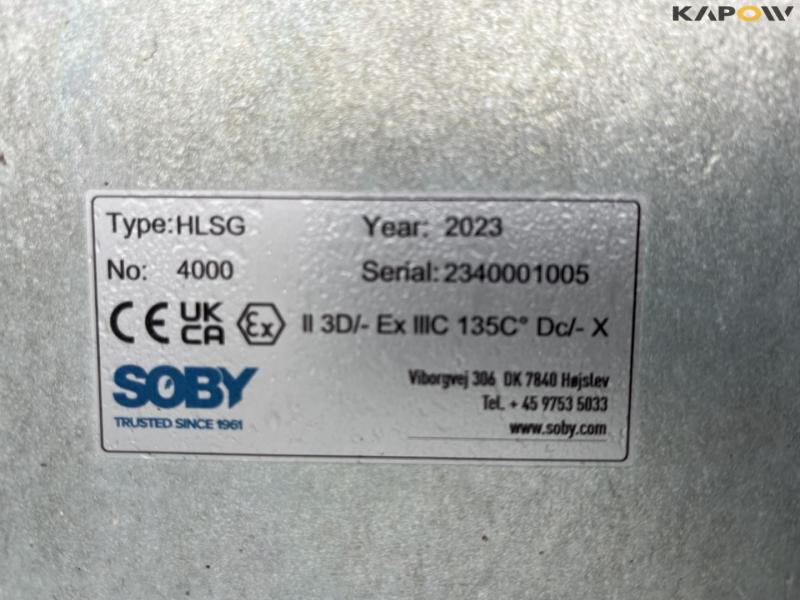 KAPOW
Type: HLSG Year: 2023
No: 4000 Serial: 2340001005
CE UK CA Ex II 3D/- Ex IIIC 135C° Dc/- X
SOBY
TRUSTED SINCE 1961
Viborgvej 306 DK 7840 Højslev
Tel. + 45 9753 5033
www.soby.com